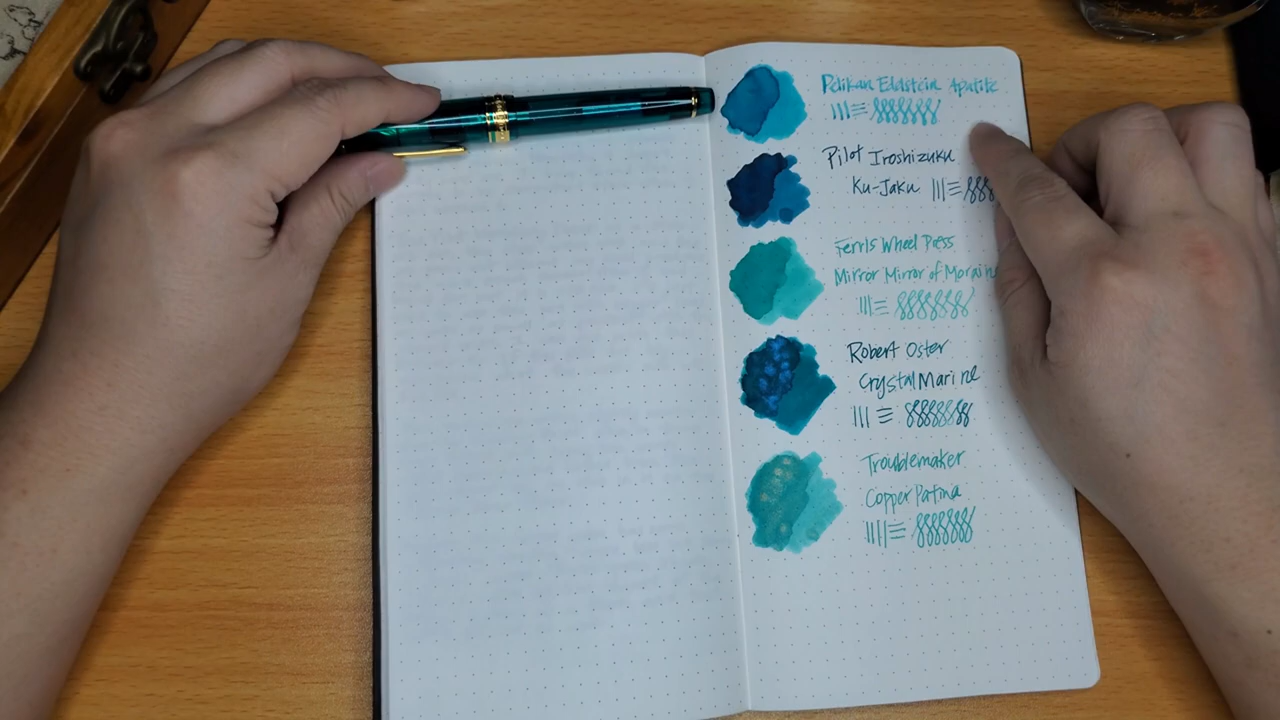 Pelikan Edelstein Apatite
Pilot Iroshizuku
Ku-Jaku
Ferris Wheel Press
Mirror Mirror of Moraine
Robert Oster
Crystal Marine
Troublemaker
Copper Patina